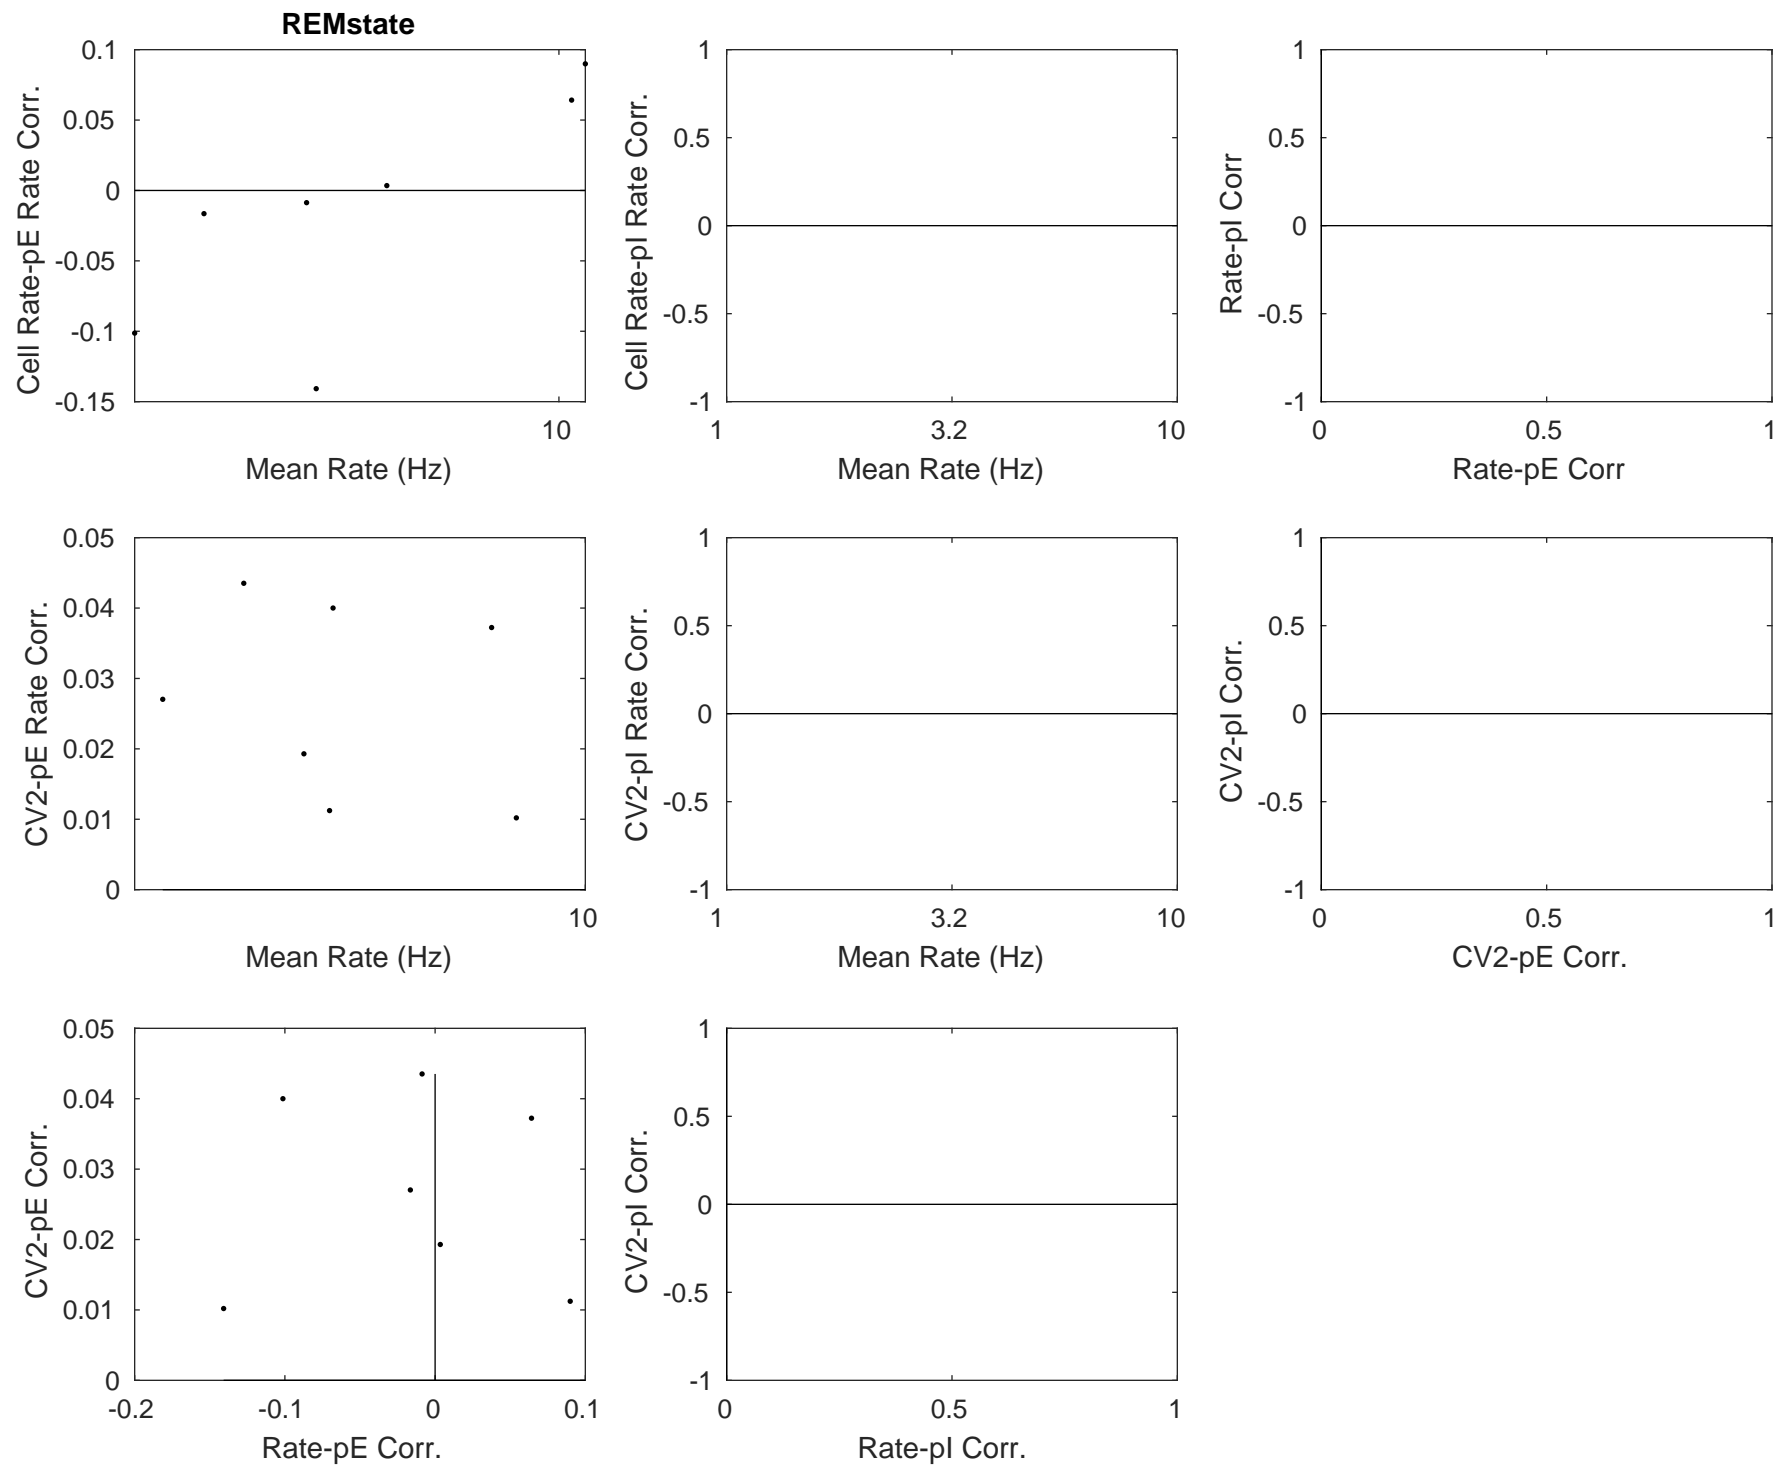 REMstate
0.1
0.05
0
-0.05
-0.1
-0.15
Cell Rate-pE Rate Corr.
10
Mean Rate (Hz)
1
0.5
0
-0.5
-1
Cell Rate-pI Rate Corr.
1 3.2 10
Mean Rate (Hz)
1
0.5
0
-0.5
-1
Rate-pI Corr
0 0.5 1
Rate-pE Corr
0.05
0.04
0.03
0.02
0.01
0
CV2-pE Rate Corr.
10
Mean Rate (Hz)
1
0.5
0
-0.5
-1
CV2-pI Rate Corr.
1 3.2 10
Mean Rate (Hz)
1
0.5
0
-0.5
-1
CV2-pI Corr.
0 0.5 1
CV2-pE Corr.
0.05
0.04
0.03
0.02
0.01
0
CV2-pE Corr.
-0.2 -0.1 0 0.1
Rate-pE Corr.
1
0.5
0
-0.5
-1
CV2-pI Corr.
0 0.5 1
Rate-pI Corr.